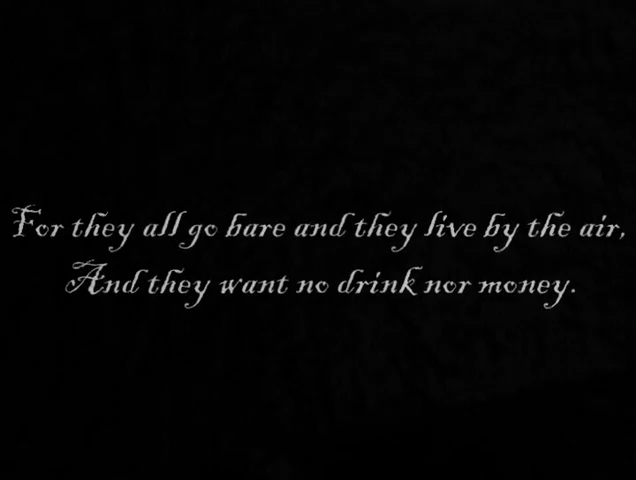 For they all go bare and they live by the air,
And they want no drink nor money.